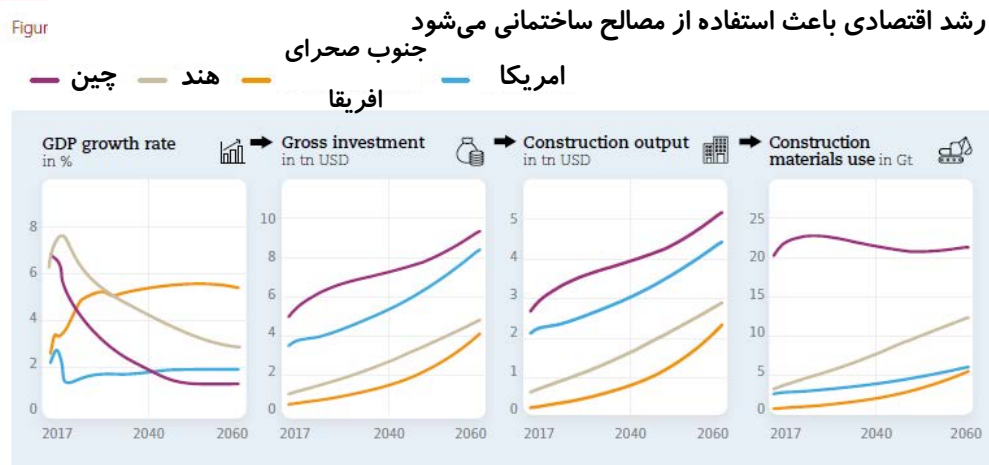 Figur
رشد اقتصادی باعث استفاده از مصالح ساختمانی می‌شود
چین
هند
جنوب صحرای
افریقا
امریکا
GDP growth rate
in %
Gross investment
in tn USD
Construction output
in tn USD
Construction
materials use in Gt
8
6
4
2
0
2017 2040 2060
10
8
6
4
2
0
2017 2040 2060
5
4
3
2
1
0
2017 2040 2060
25
20
15
10
5
0
2017 2040 2060